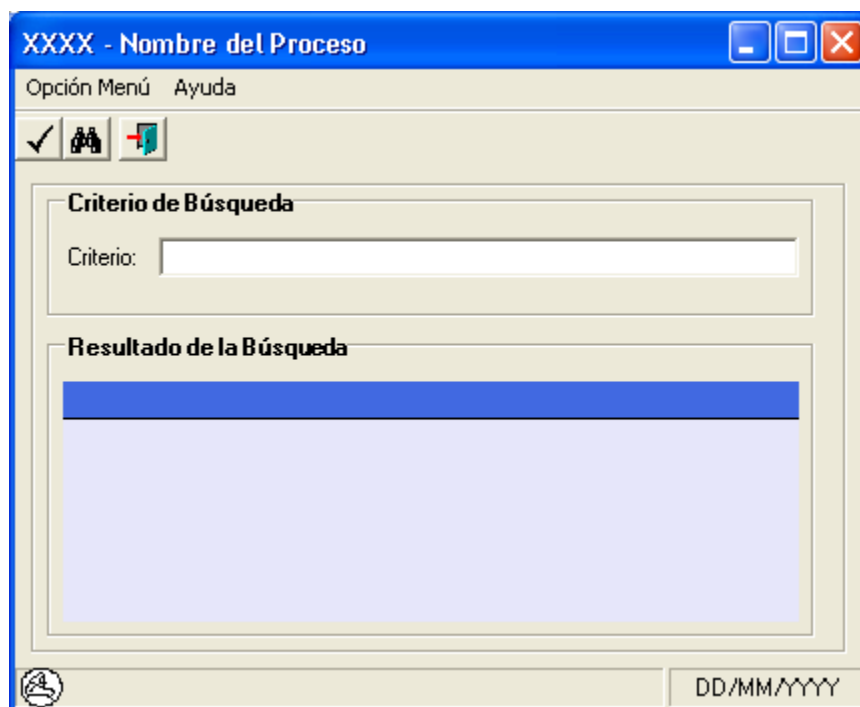 XXXX - Nombre del Proceso
Opción Menú Ayuda
Criterio de Búsqueda
Criterio:
Resultado de la Búsqueda
DD/MM/YYYY